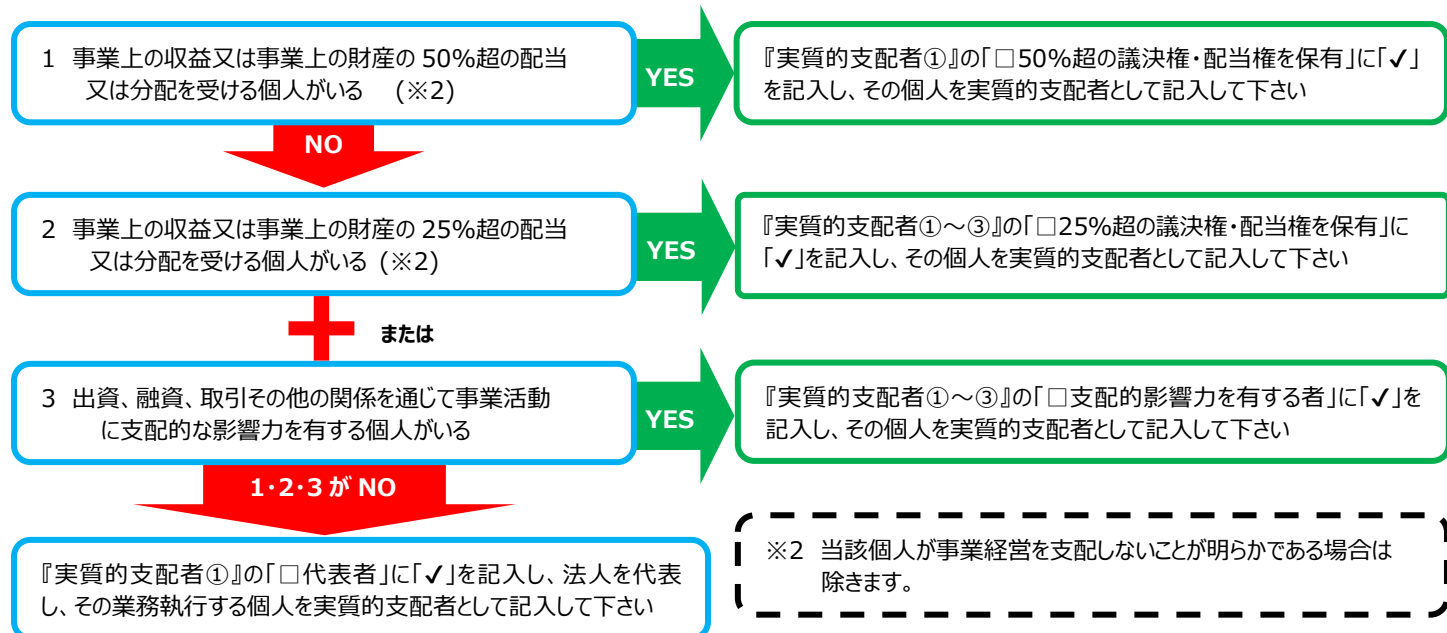 1 事業上の収益又は事業上の財産の 50%超の配当
又は分配を受ける個人がいる (※2)
YES
『実質的支配者①』の「□50%超の議決権・配当権を保有」に「✔」
を記入し、その個人を実質的支配者として記入して下さい
NO
2 事業上の収益又は事業上の財産の 25%超の配当
又は分配を受ける個人がいる (※2)
YES
『実質的支配者①～③』の「□25%超の議決権・配当権を保有」に
「✔」を記入し、その個人を実質的支配者として記入して下さい
または
3 出資、融資、取引その他の関係を通じて事業活動
に支配的な影響力を有する個人がいる
YES
『実質的支配者①～③』の「□支配的影響力を有する者」に「✔」を
記入し、その個人を実質的支配者として記入して下さい
1・2・3 が NO
『実質的支配者①』の「□代表者」に「✔」を記入し、法人を代表
し、その業務執行する個人を実質的支配者として記入して下さい
※2 当該個人が事業経営を支配しないことが明らかである場合は
除きます。